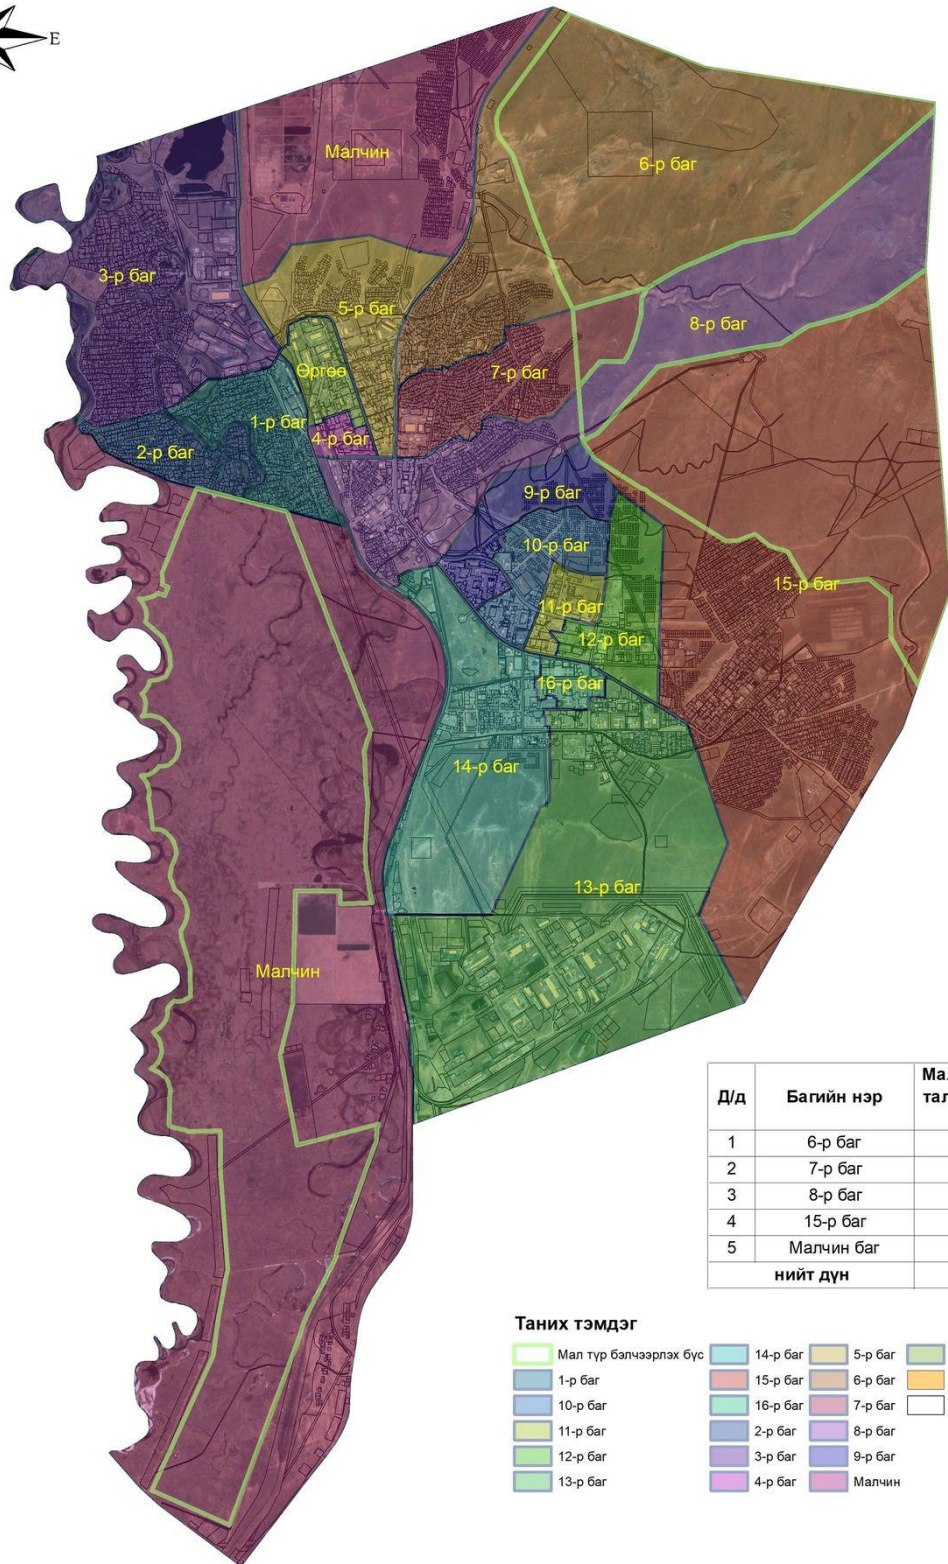 E
Малчин
6-р баг
3-р баг
5-р баг
8-р баг
Өргөө
7-р баг
1-р баг
4-р баг
2-р баг
9-р баг
10-р баг
15-р баг
11-р баг
12-р баг
16-р баг
14-р баг
13-р баг
Малчин
Д/д Багийн нэр
1 6-р баг
2 7-р баг
3 8-р баг
4 15-р баг
5 Малчин баг
нийт дүн
Таних тэмдэг
Мал түр бэлчээрлэх бүс 14-р баг 5-р баг
1-р баг 15-р баг 6-р баг
10-р баг 16-р баг 7-р баг
11-р баг 2-р баг 8-р баг
12-р баг 3-р баг 9-р баг
13-р баг 4-р баг Малчин